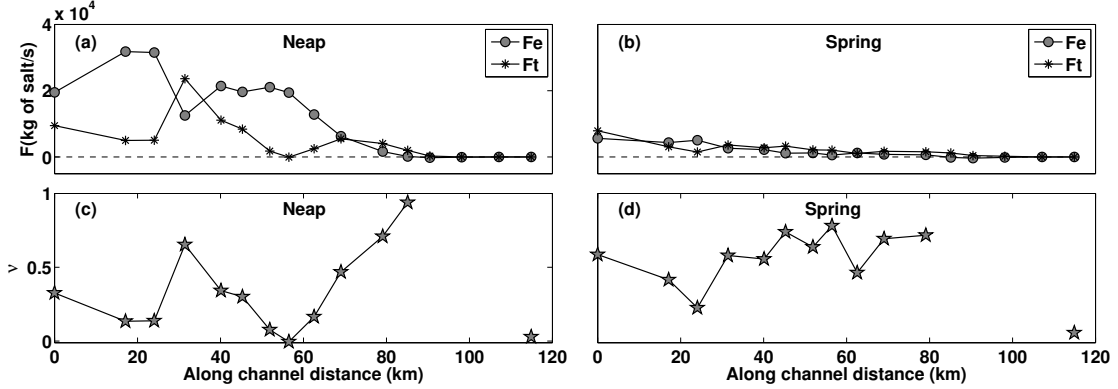 x 10⁴
(a) Neap Fe Ft
(b) Spring Fe Ft
F(kg of salt/s)
4
2
0
(c) Neap
(d) Spring
ν
1
0.5
0
0 20 40 60 80 100 120
0 20 40 60 80 100 120
Along channel distance (km)
Along channel distance (km)